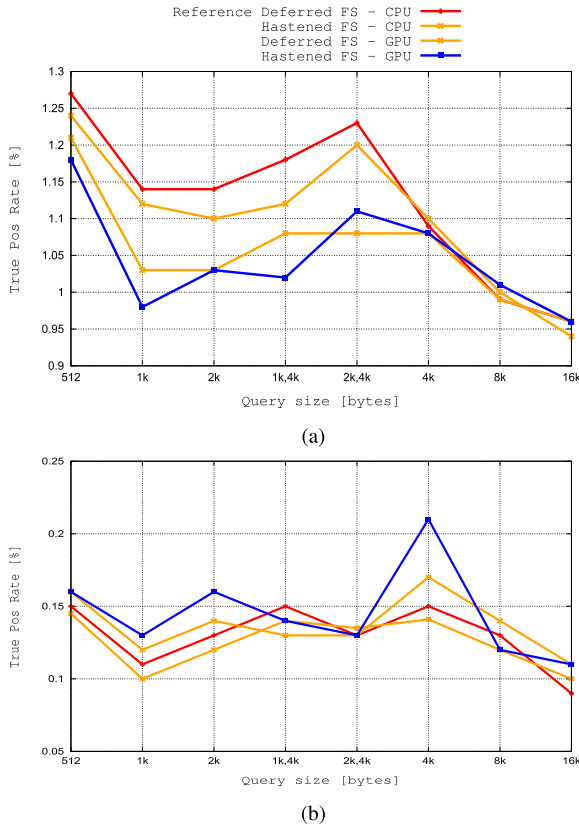 Reference Deferred FS - CPU
Hastened FS - CPU
Deferred FS - GPU
Hastened FS - GPU
True Pos Rate [%]
1.3
1.25
1.2
1.15
1.1
1.05
1
0.95
0.9
512 1k 2k 1k,4k 2k,4k 4k 8k 16k
Query size [bytes]
(a)
True Pos Rate [%]
0.25
0.2
0.15
0.1
0.05
512 1k 2k 1k,4k 2k,4k 4k 8k 16k
Query size [bytes]
(b)